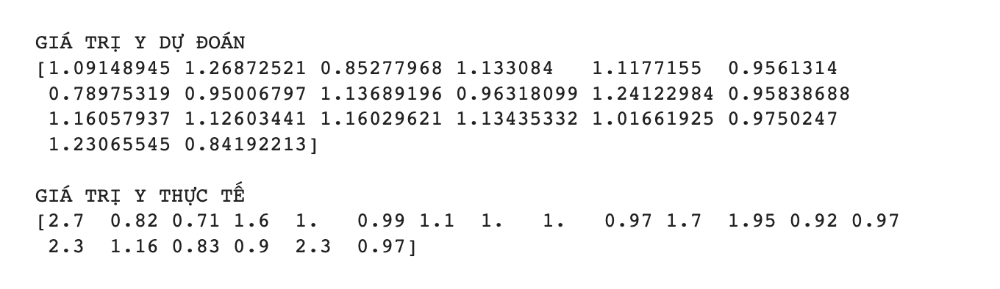 GIÁ TRỊ Y DỰ ĐOÁN
[1.09148945 1.26872521 0.85277968 1.133084   1.1177155  0.9561314
 0.78975319 0.95006797 1.13689196 0.96318099 1.24122984 0.95838688
 1.16057937 1.12603441 1.16029621 1.13435332 1.01661925 0.9750247
 1.23065545 0.84192213]
GIÁ TRỊ Y THỰC TẾ
[2.7  0.82 0.71 1.6  1.   0.99 1.1  1.   1.   0.97 1.7  1.95 0.92 0.97
 2.3  1.16 0.83 0.9  2.3  0.97]